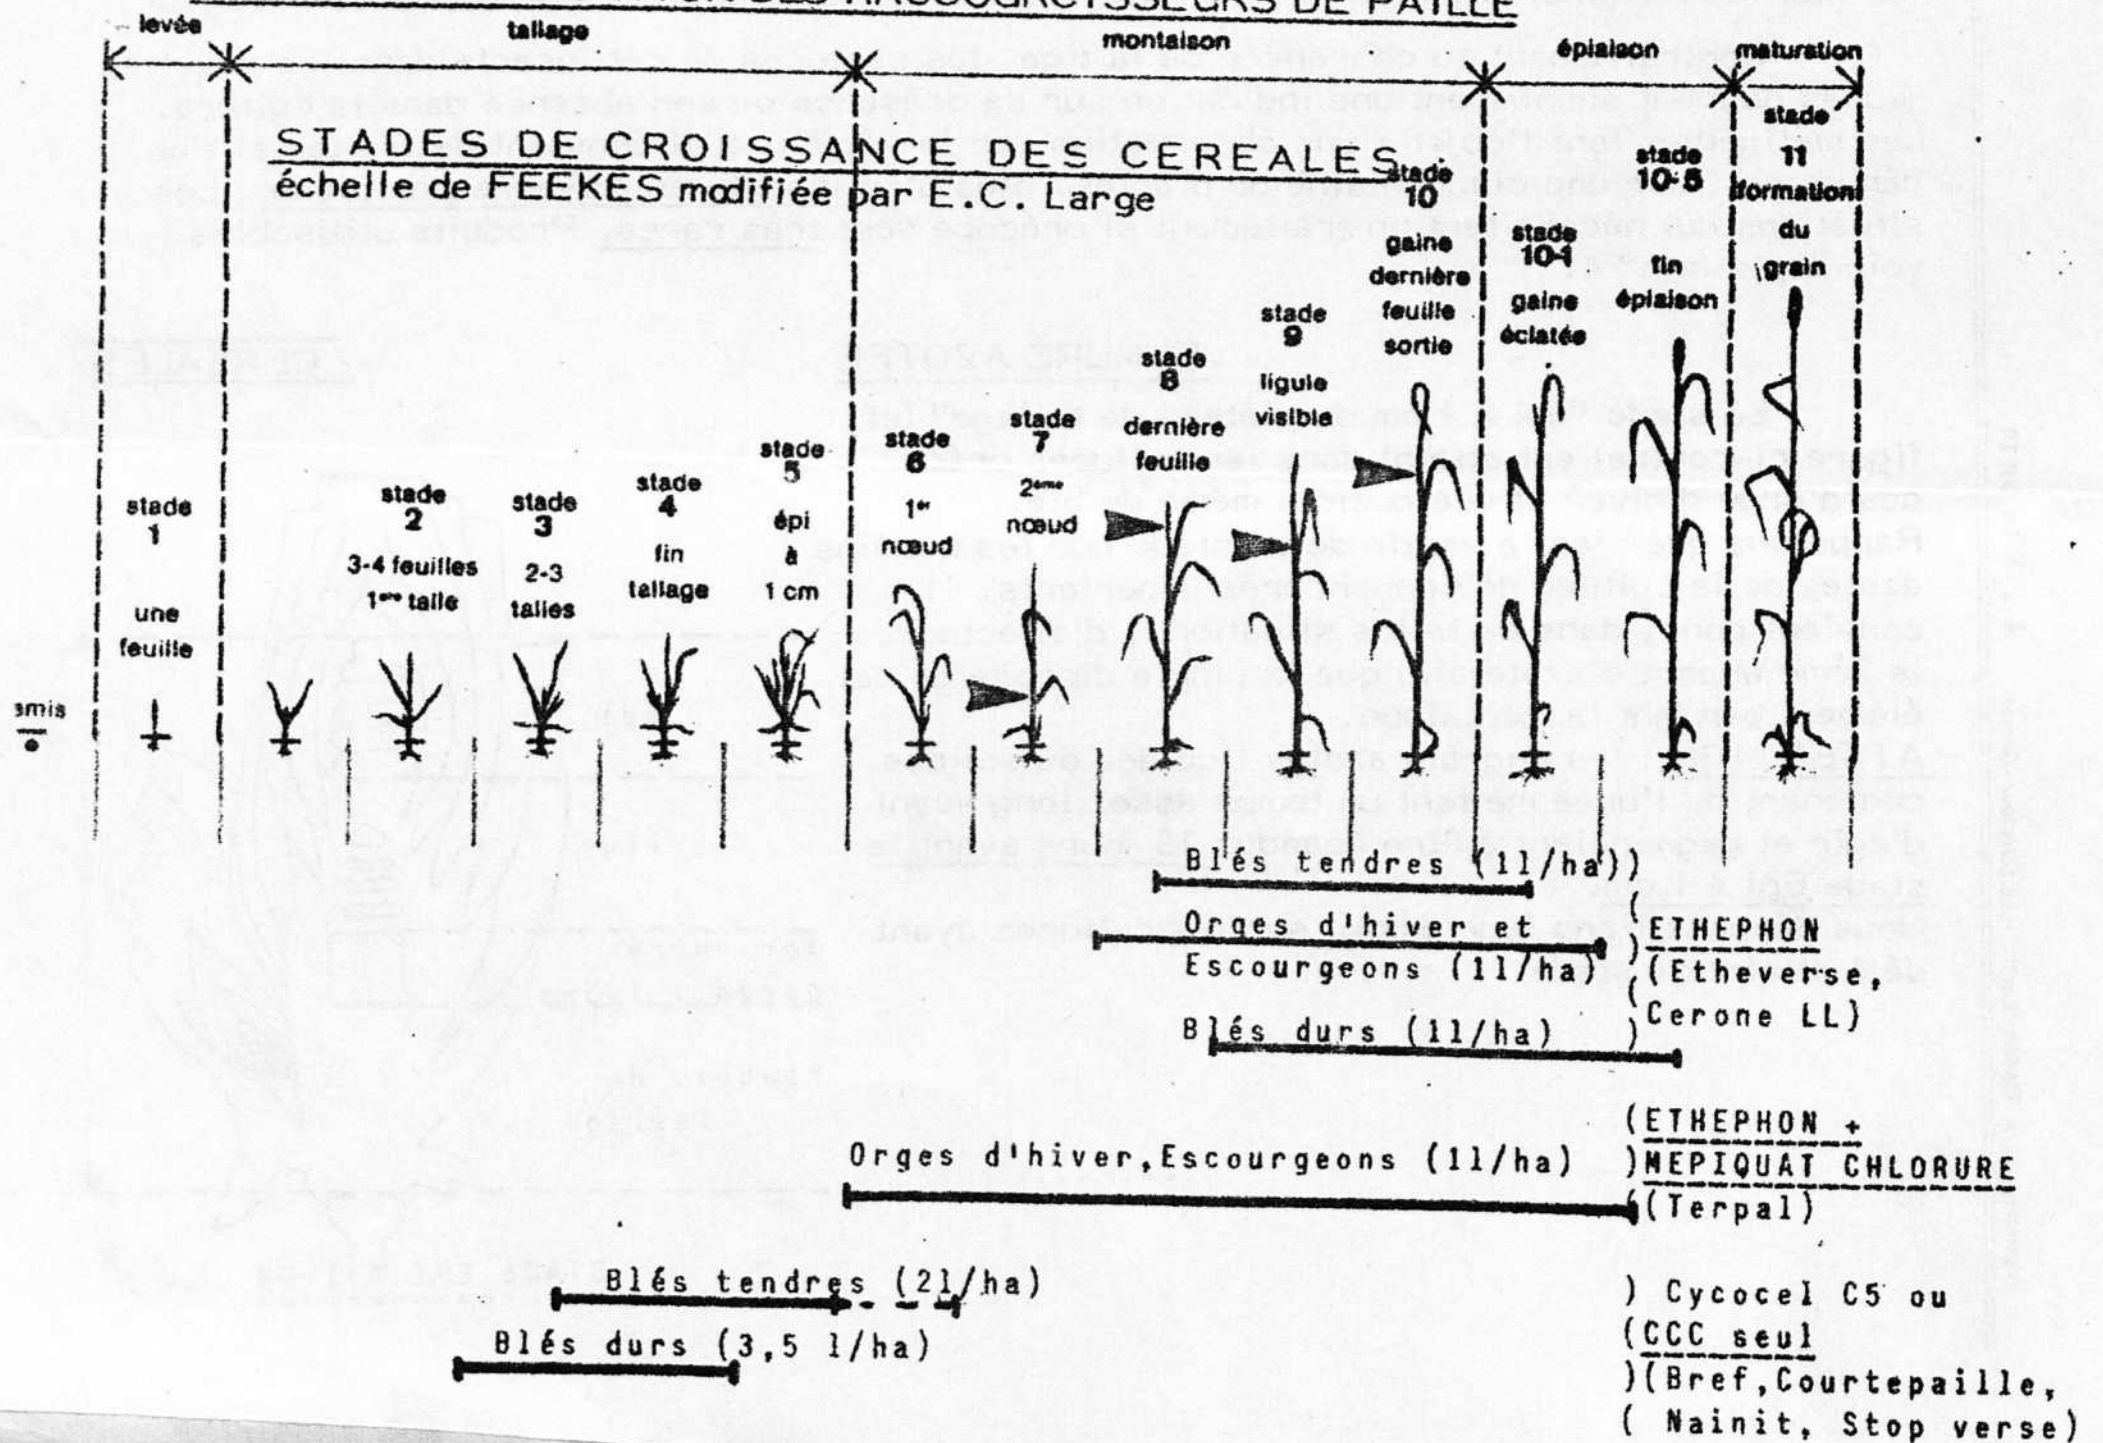 DES RACCOURCISSEURS DE PAILLE
levée
tallage
montaison
épiaison
maturation
STADES DE CROISSANCE DES CEREALES
échelle de FEEKES modifiée par E.C. Large
stade
1
une
feuille
stade
2
3-4 feuilles
1ère talle
stade
3
2-3
talles
stade
4
fin
tallage
stade
5
épi
à
1 cm
stade
6
1er
nœud
stade
7
2ème
nœud
stade
8
dernière
feuille
stade
9
ligule
visible
stade
10
gaine
dernière
feuille
sortie
stade
10-1
gaine
éclatée
stade
10-5
fin
épiaison
stade
11
formation
du
grain
Blés tendres (1l/ha))
Orges d'hiver et
Escourgeons (1l/ha)
Blés durs (1l/ha)
ETHEPHON
(Etheverse,
Cerone LL)
Orges d'hiver,Escourgeons (1l/ha)
(ETHEPHON +
)MEPIQUAT CHLORURE
((Terpal)
Blés tendres (2l/ha)
Blés durs (3,5 l/ha)
) Cycocel C5 ou
(CCC seul
)(Bref,Courtepaille,
( Nainit, Stop verse)